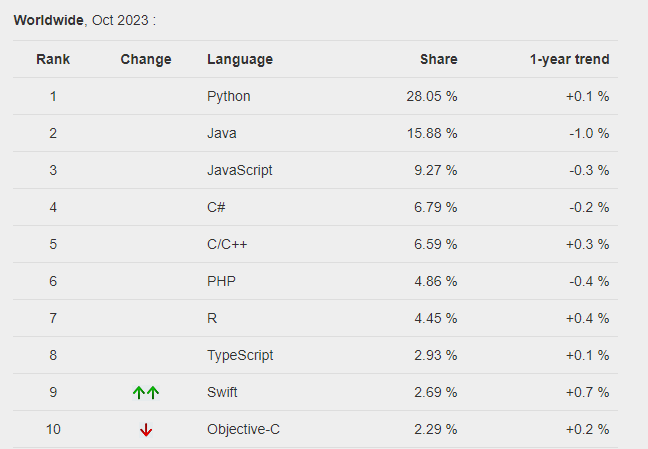 Worldwide, Oct 2023 :
Rank Change Language Share 1-year trend
1 Python 28.05 % +0.1 %
2 Java 15.88 % -1.0 %
3 JavaScript 9.27 % -0.3 %
4 C# 6.79 % -0.2 %
5 C/C++ 6.59 % +0.3 %
6 PHP 4.86 % -0.4 %
7 R 4.45 % +0.4 %
8 TypeScript 2.93 % +0.1 %
9 ↑↑ Swift 2.69 % +0.7 %
10 ↓ Objective-C 2.29 % +0.2 %